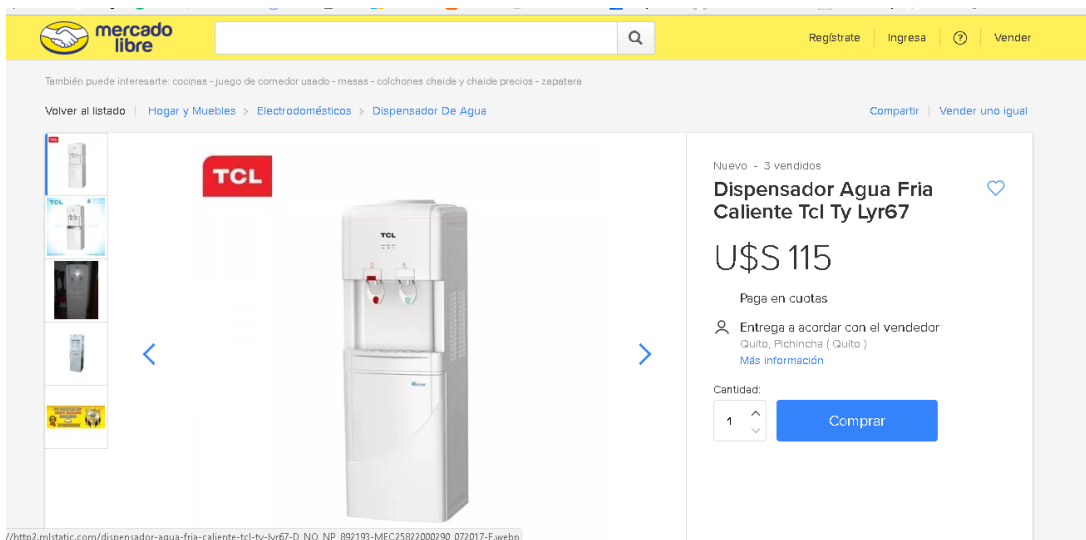 mercado
libre
Regístrate
Ingresa
?
Vender
También puede interesarte: cocinas - juego de comedor usado - mesas - colchones chaide y chaide precios - zapatera
Volver al listado | Hogar y Muebles > Electrodomésticos > Dispensador De Agua
Compartir | Vender uno igual
TCL
TCL
TCL
Nuevo - 3 vendidos
Dispensador Agua Fria
Caliente Tcl Ty Lyr67
U$S 115
Paga en cuotas
Entrega a acordar con el vendedor
Quito, Pichincha ( Quito )
Más información
Cantidad:
1
Comprar
//http2.mlstatic.com/dispensador-agua-fria-caliente-tcl-ty-lyr67-D_NQ_NP_892193-MEC25822000290_072017-F.webp